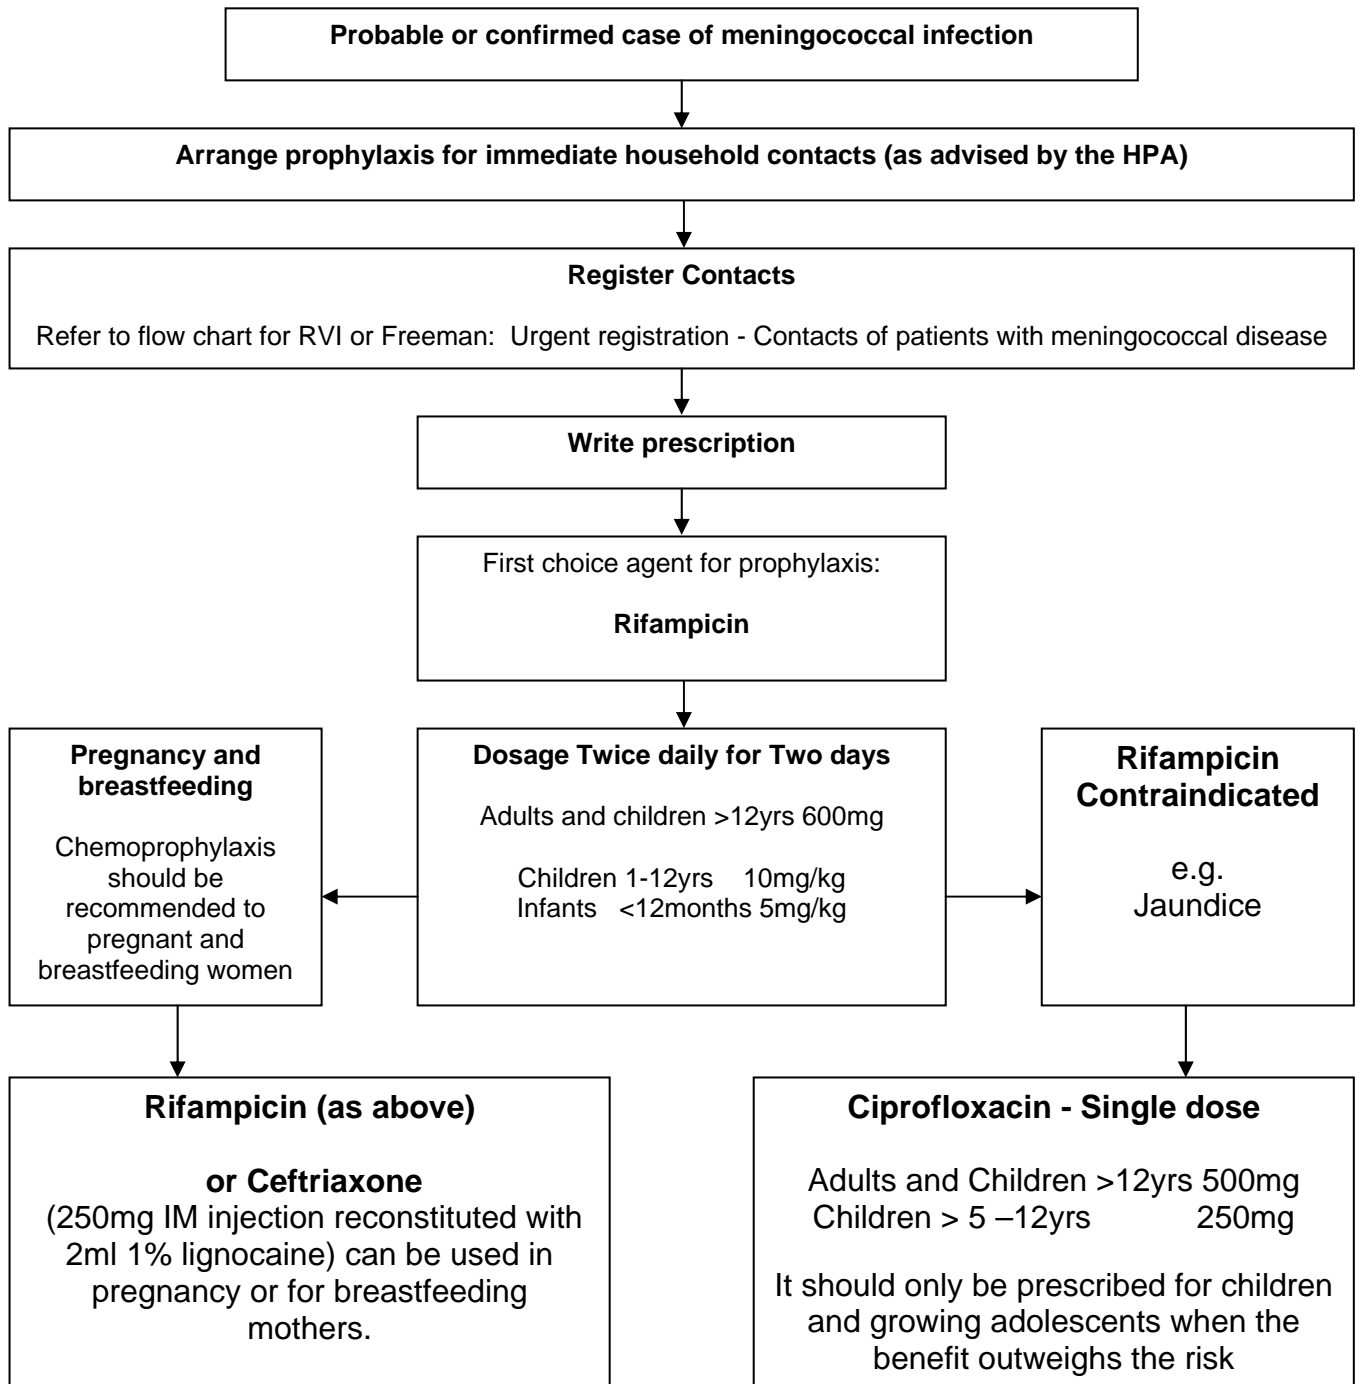 Probable or confirmed case of meningococcal infection
Arrange prophylaxis for immediate household contacts (as advised by the HPA)
Register Contacts
Refer to flow chart for RVI or Freeman:  Urgent registration - Contacts of patients with meningococcal disease
Write prescription
First choice agent for prophylaxis:
Rifampicin
Pregnancy and
breastfeeding
Chemoprophylaxis
should be
recommended to
pregnant and
breastfeeding women
Dosage Twice daily for Two days
Adults and children >12yrs 600mg
Children 1-12yrs    10mg/kg
Infants   <12months 5mg/kg
Rifampicin
Contraindicated
e.g.
Jaundice
Rifampicin (as above)
or Ceftriaxone
(250mg IM injection reconstituted with
2ml 1% lignocaine) can be used in
pregnancy or for breastfeeding
mothers.
Ciprofloxacin - Single dose
Adults and Children >12yrs 500mg
Children > 5 –12yrs           250mg
It should only be prescribed for children
and growing adolescents when the
benefit outweighs the risk